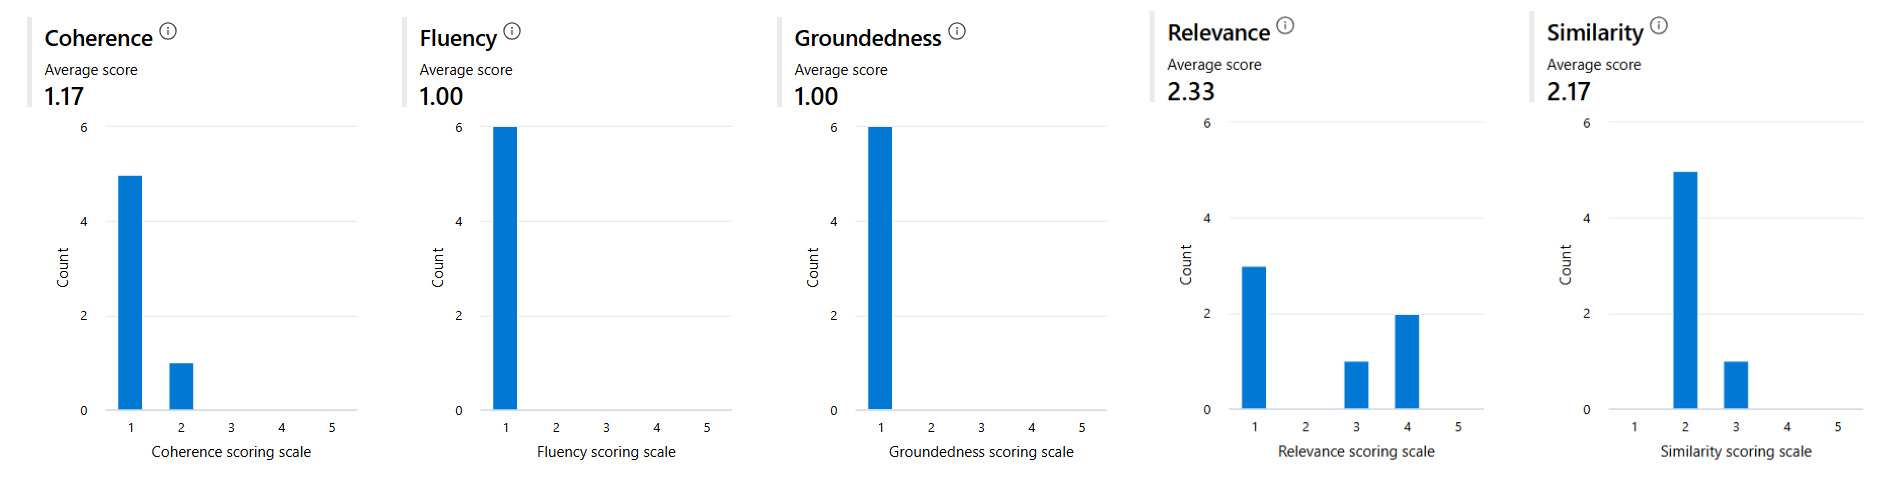 Coherence
Average score
1.17
6
4
2
0
Count
1 2 3 4 5
Coherence scoring scale
Fluency
Average score
1.00
6
4
2
0
Count
1 2 3 4 5
Fluency scoring scale
Groundedness
Average score
1.00
6
4
2
0
Count
1 2 3 4 5
Groundedness scoring scale
Relevance
Average score
2.33
6
4
2
0
Count
1 2 3 4 5
Relevance scoring scale
Similarity
Average score
2.17
6
4
2
0
Count
1 2 3 4 5
Similarity scoring scale